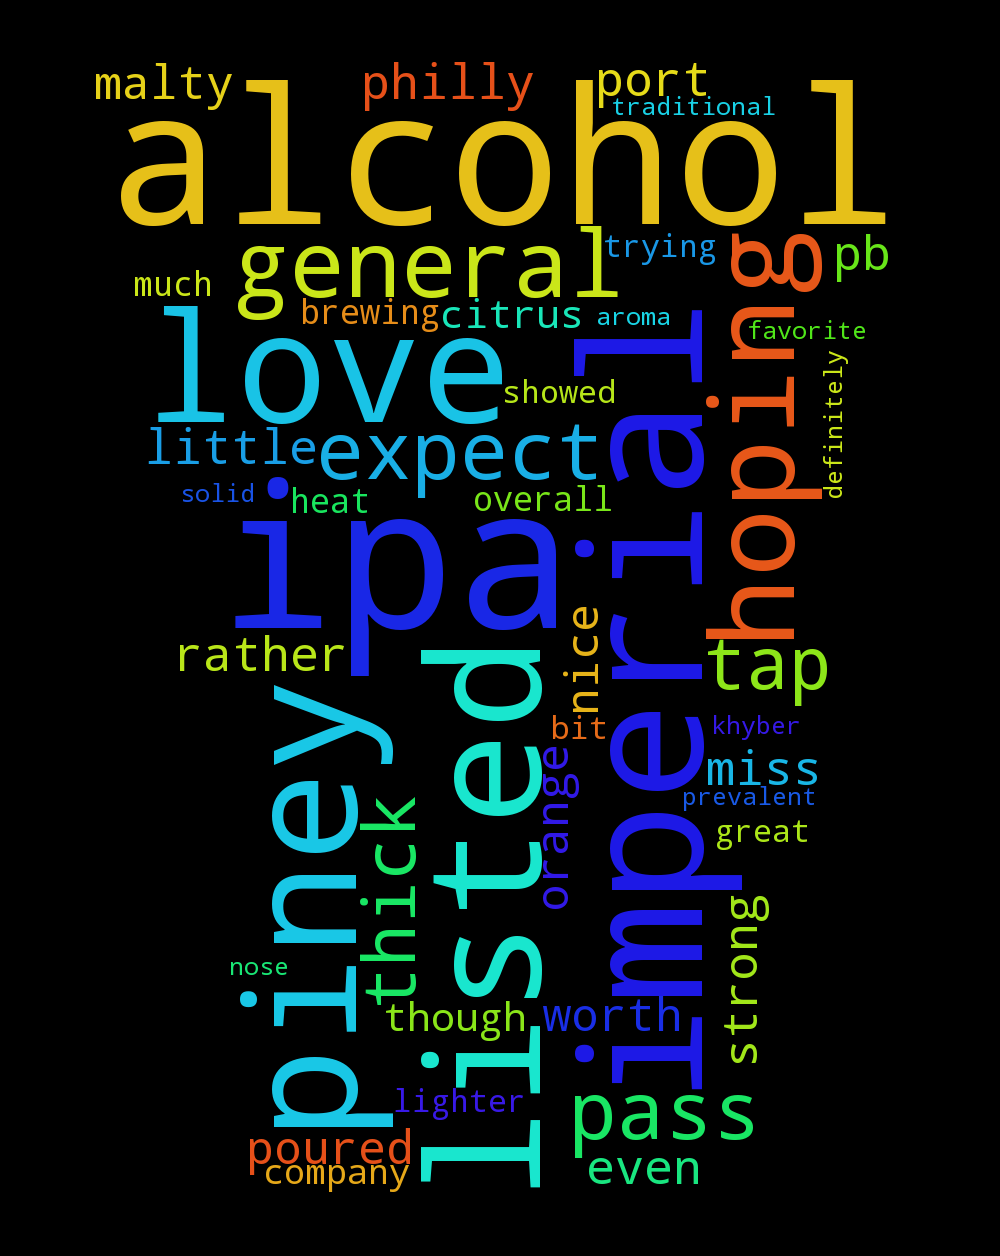 malty
philly
port
traditional
alcohol
general
trying
hoping
pb
much
brewing
citrus
aroma
favorite
love
imperial
showed
definitely
little
expect
solid
heat
overall
ipa
nice
rather
listed
tap
piney
bit
khyber
orange
miss
prevalent
thick
great
strong
nose
though
worth
lighter
pass
poured
company
even